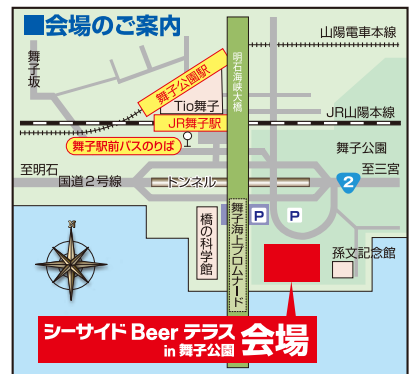 ■会場のご案内
山陽電車本線
舞子坂
舞子公園駅
明石海峡大橋
Tio舞子
JR山陽本線
JR舞子駅
舞子駅前バスのりば
舞子公園
至明石
至三宮
国道2号線
トンネル
2
橋の科学館
舞子海上プロムナード
P
P
孫文記念館
シーサイド Beer テラス
in 舞子公園
会場